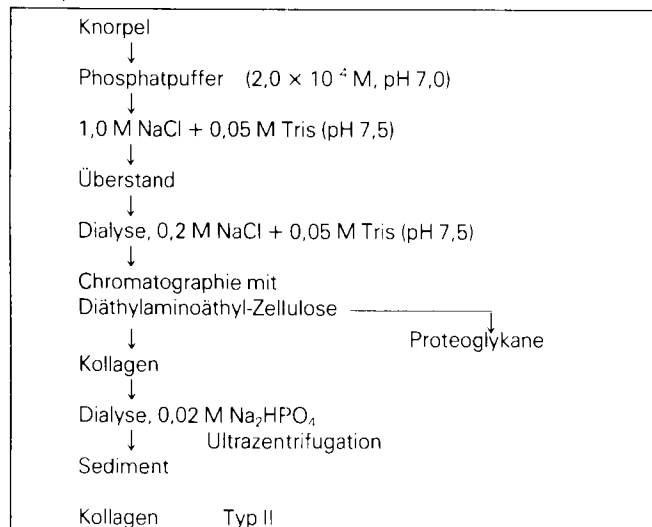 Knorpel
Phosphatpuffer (2,0 × 10⁻⁴ M, pH 7,0)
1,0 M NaCl + 0,05 M Tris (pH 7,5)
Überstand
Dialyse, 0,2 M NaCl + 0,05 M Tris (pH 7,5)
Chromatographie mit
Diäthylaminoäthyl-Zellulose
Proteoglykane
Kollagen
Dialyse, 0,02 M Na₂HPO₄
Ultrazentrifugation
Sediment
Kollagen Typ II